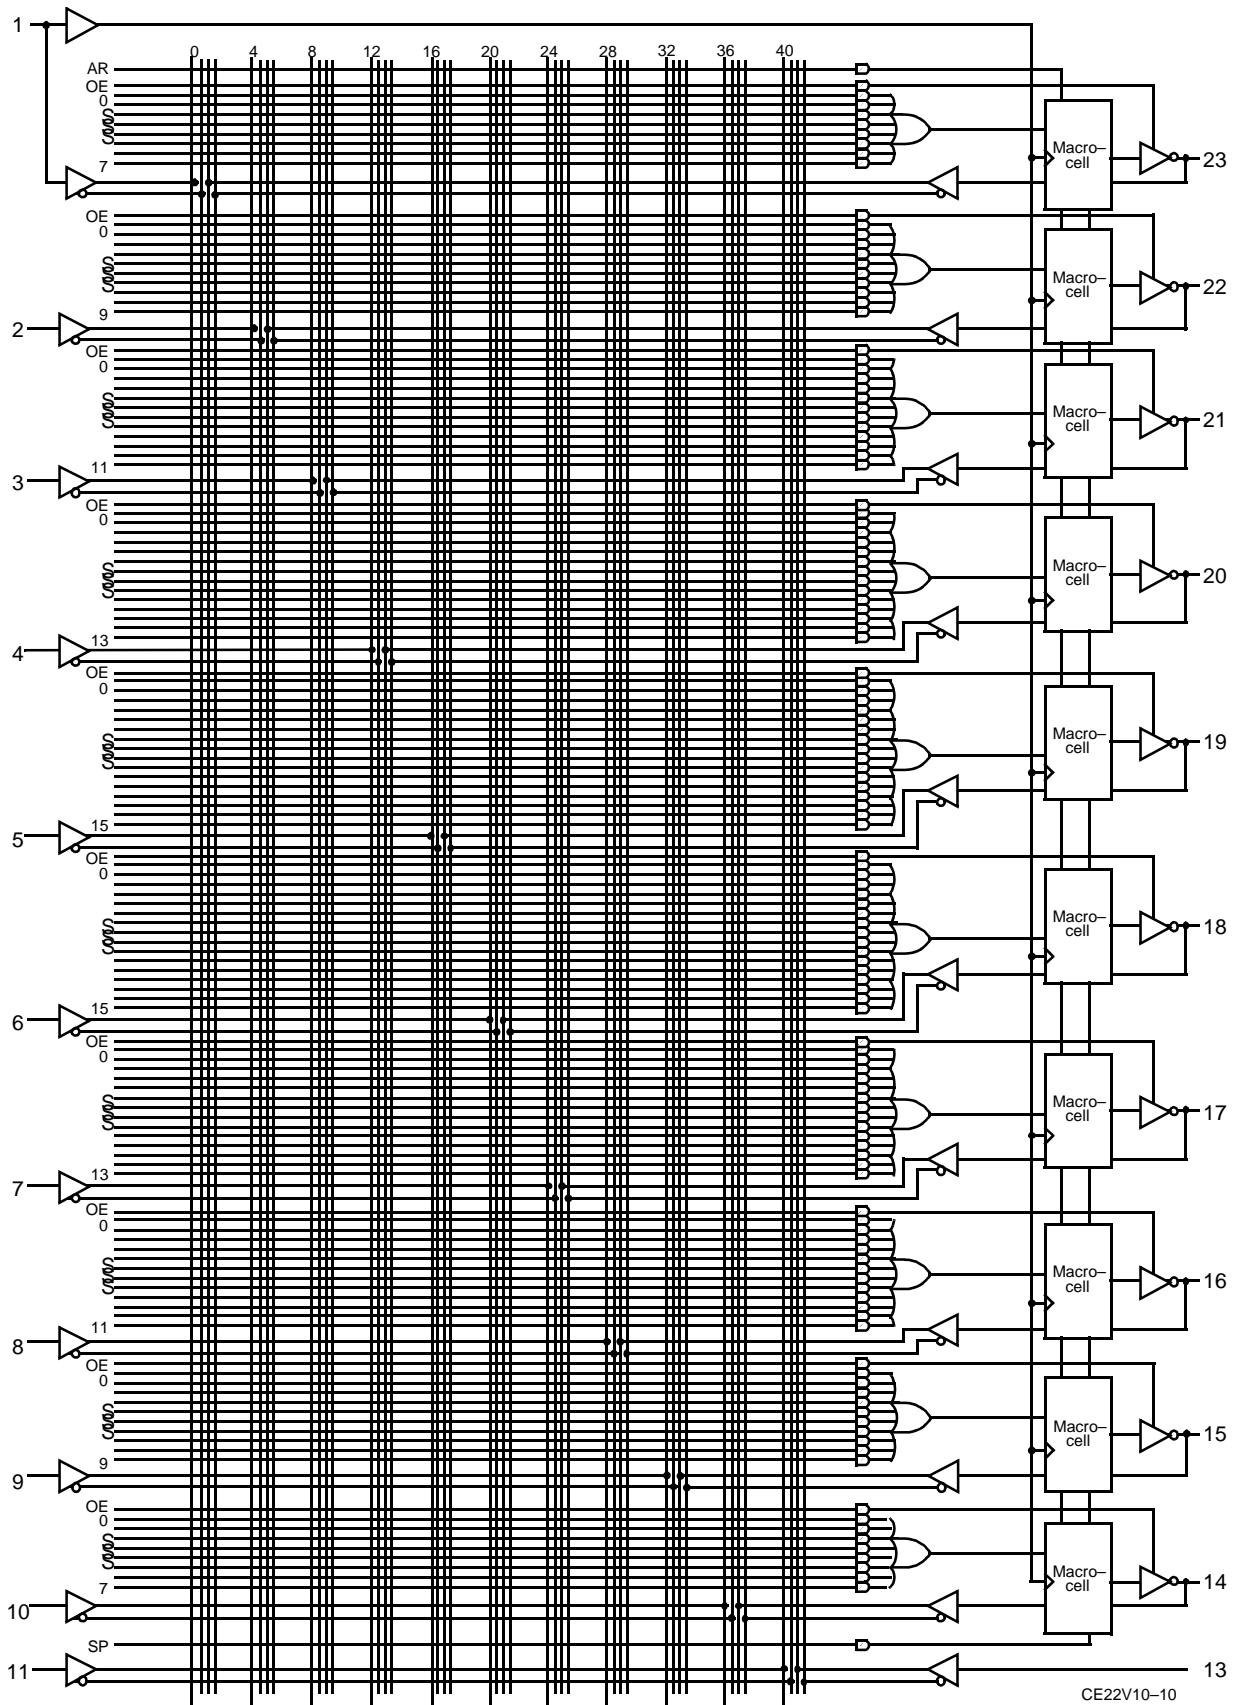 1
0 4 8 12 16 20 24 28 32 36 40
AR
OE
0
S
S
S
7
Macro–
cell
23
OE
0
S
S
S
9
Macro–
cell
22
2
OE
0
S
S
S
11
Macro–
cell
21
3
OE
0
S
S
S
13
Macro–
cell
20
4
OE
0
S
S
S
15
Macro–
cell
19
5
OE
0
S
S
S
15
Macro–
cell
18
6
OE
0
S
S
S
13
Macro–
cell
17
7
OE
0
S
S
S
11
Macro–
cell
16
8
OE
0
S
S
S
9
Macro–
cell
15
9
OE
0
S
S
S
7
Macro–
cell
14
10
SP
11
13
CE22V10–10